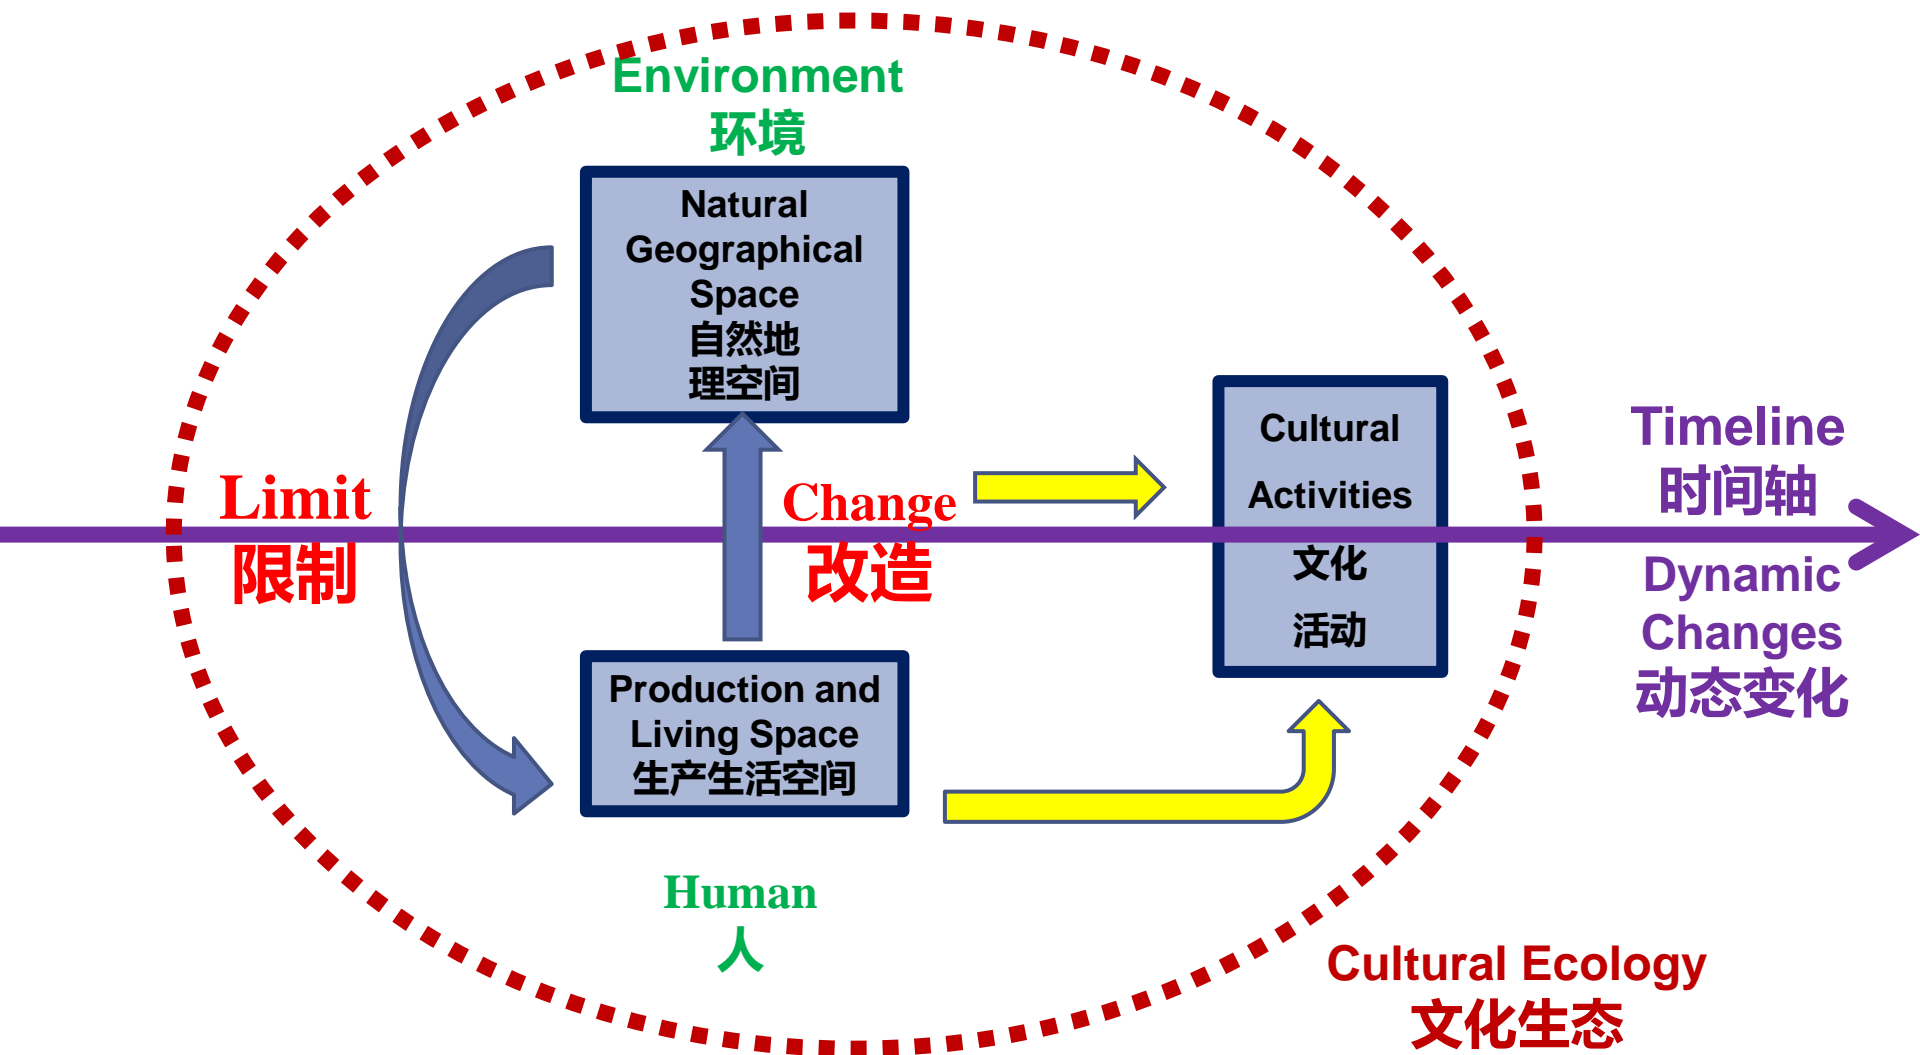 Environment
环境
Natural
Geographical
Space
自然地
理空间
Limit
限制
Change
改造
Cultural
Activities
文化
活动
Timeline
时间轴
Dynamic
Changes
动态变化
Production and
Living Space
生产生活空间
Human
人
Cultural Ecology
文化生态